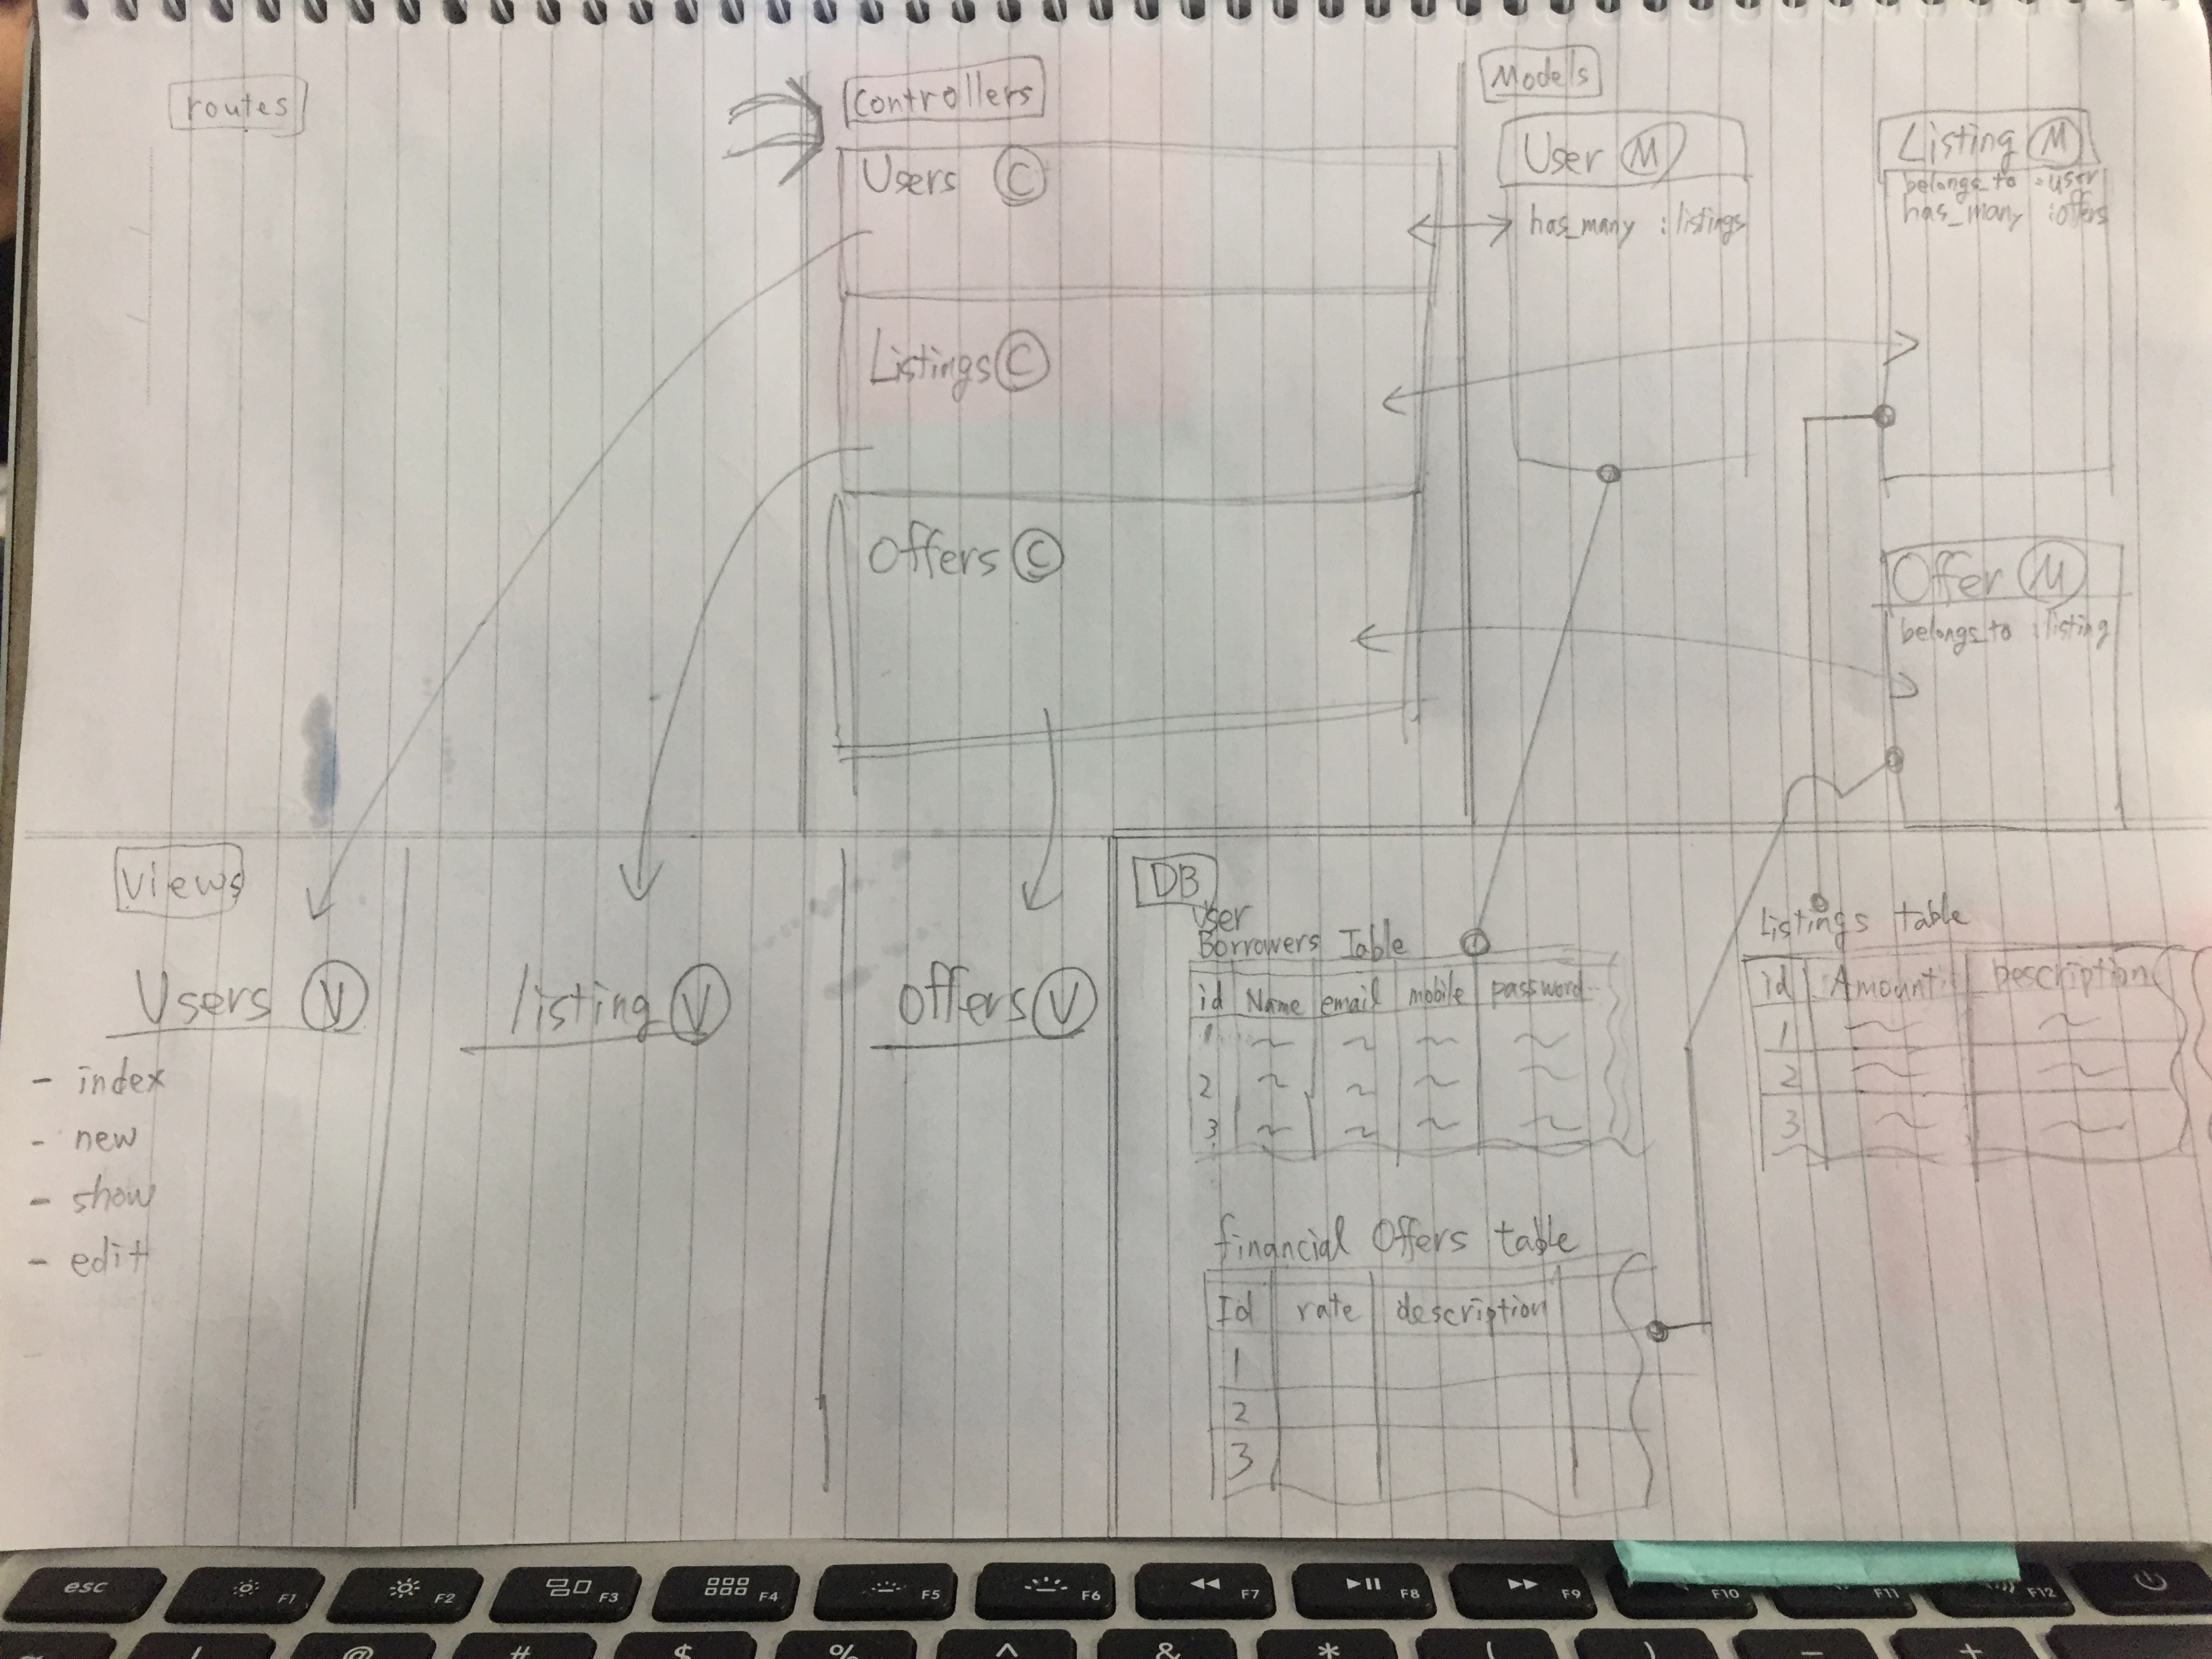 routes
Controllers
Users C
Listings C
Offers C
Models
User M
has_many :listings
Listing M
belongs_to :user
has_many :offers
Offer M
belongs_to :listing
Views
Users V
- index
- new
- show
- edit
listing V
offers V
DB
User
Borrowers Table
id Name email mobile password
1
2
3
Listings table
id Amount Description
1
2
3
financial Offers table
Id rate description
1
2
3
esc F1 F2 F3 F4 F5 F6 F7 F8 F9 F10 F11 F12
! @ # $ % ^ & * ( ) - +